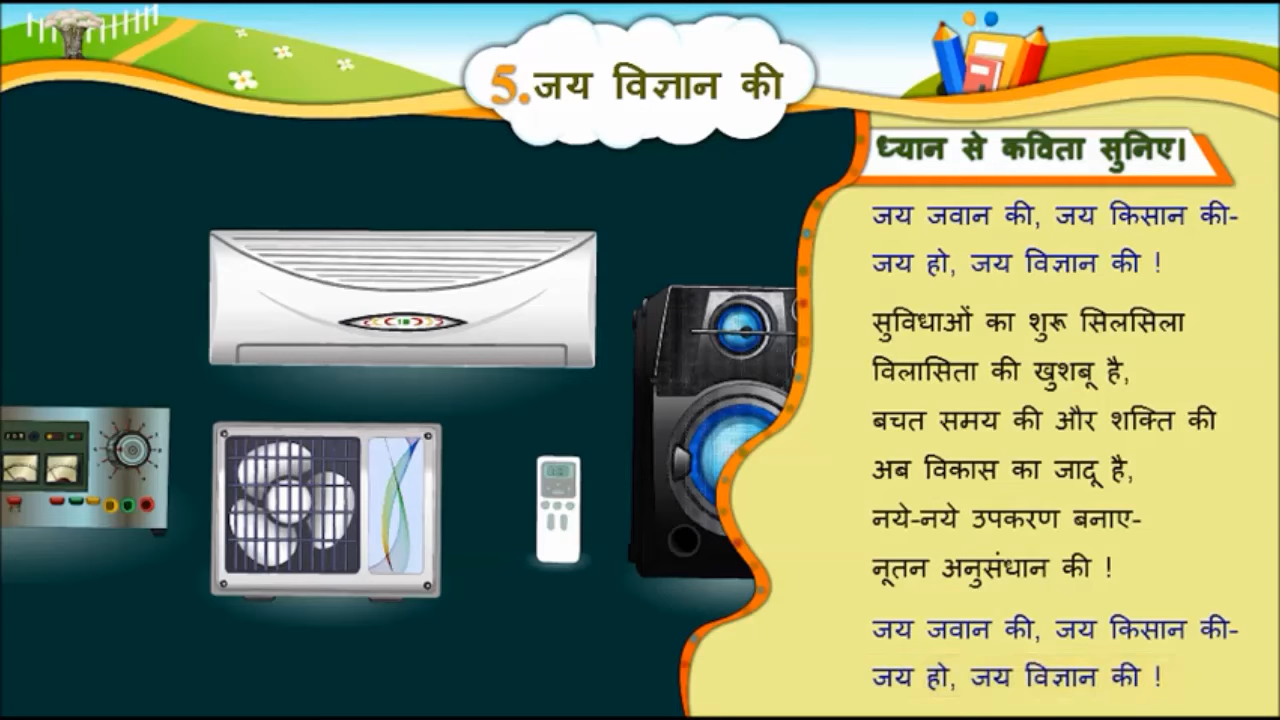 5.जय विज्ञान की
ध्यान से कविता सुनिए।
जय जवान की, जय किसान की-
जय हो, जय विज्ञान की !
सुविधाओं का शुरू सिलसिला
विलासिता की खुशबू है,
बचत समय की और शक्ति की
अब विकास का जादू है,
नये-नये उपकरण बनाए-
नूतन अनुसंधान की !
जय जवान की, जय किसान की-
जय हो, जय विज्ञान की !